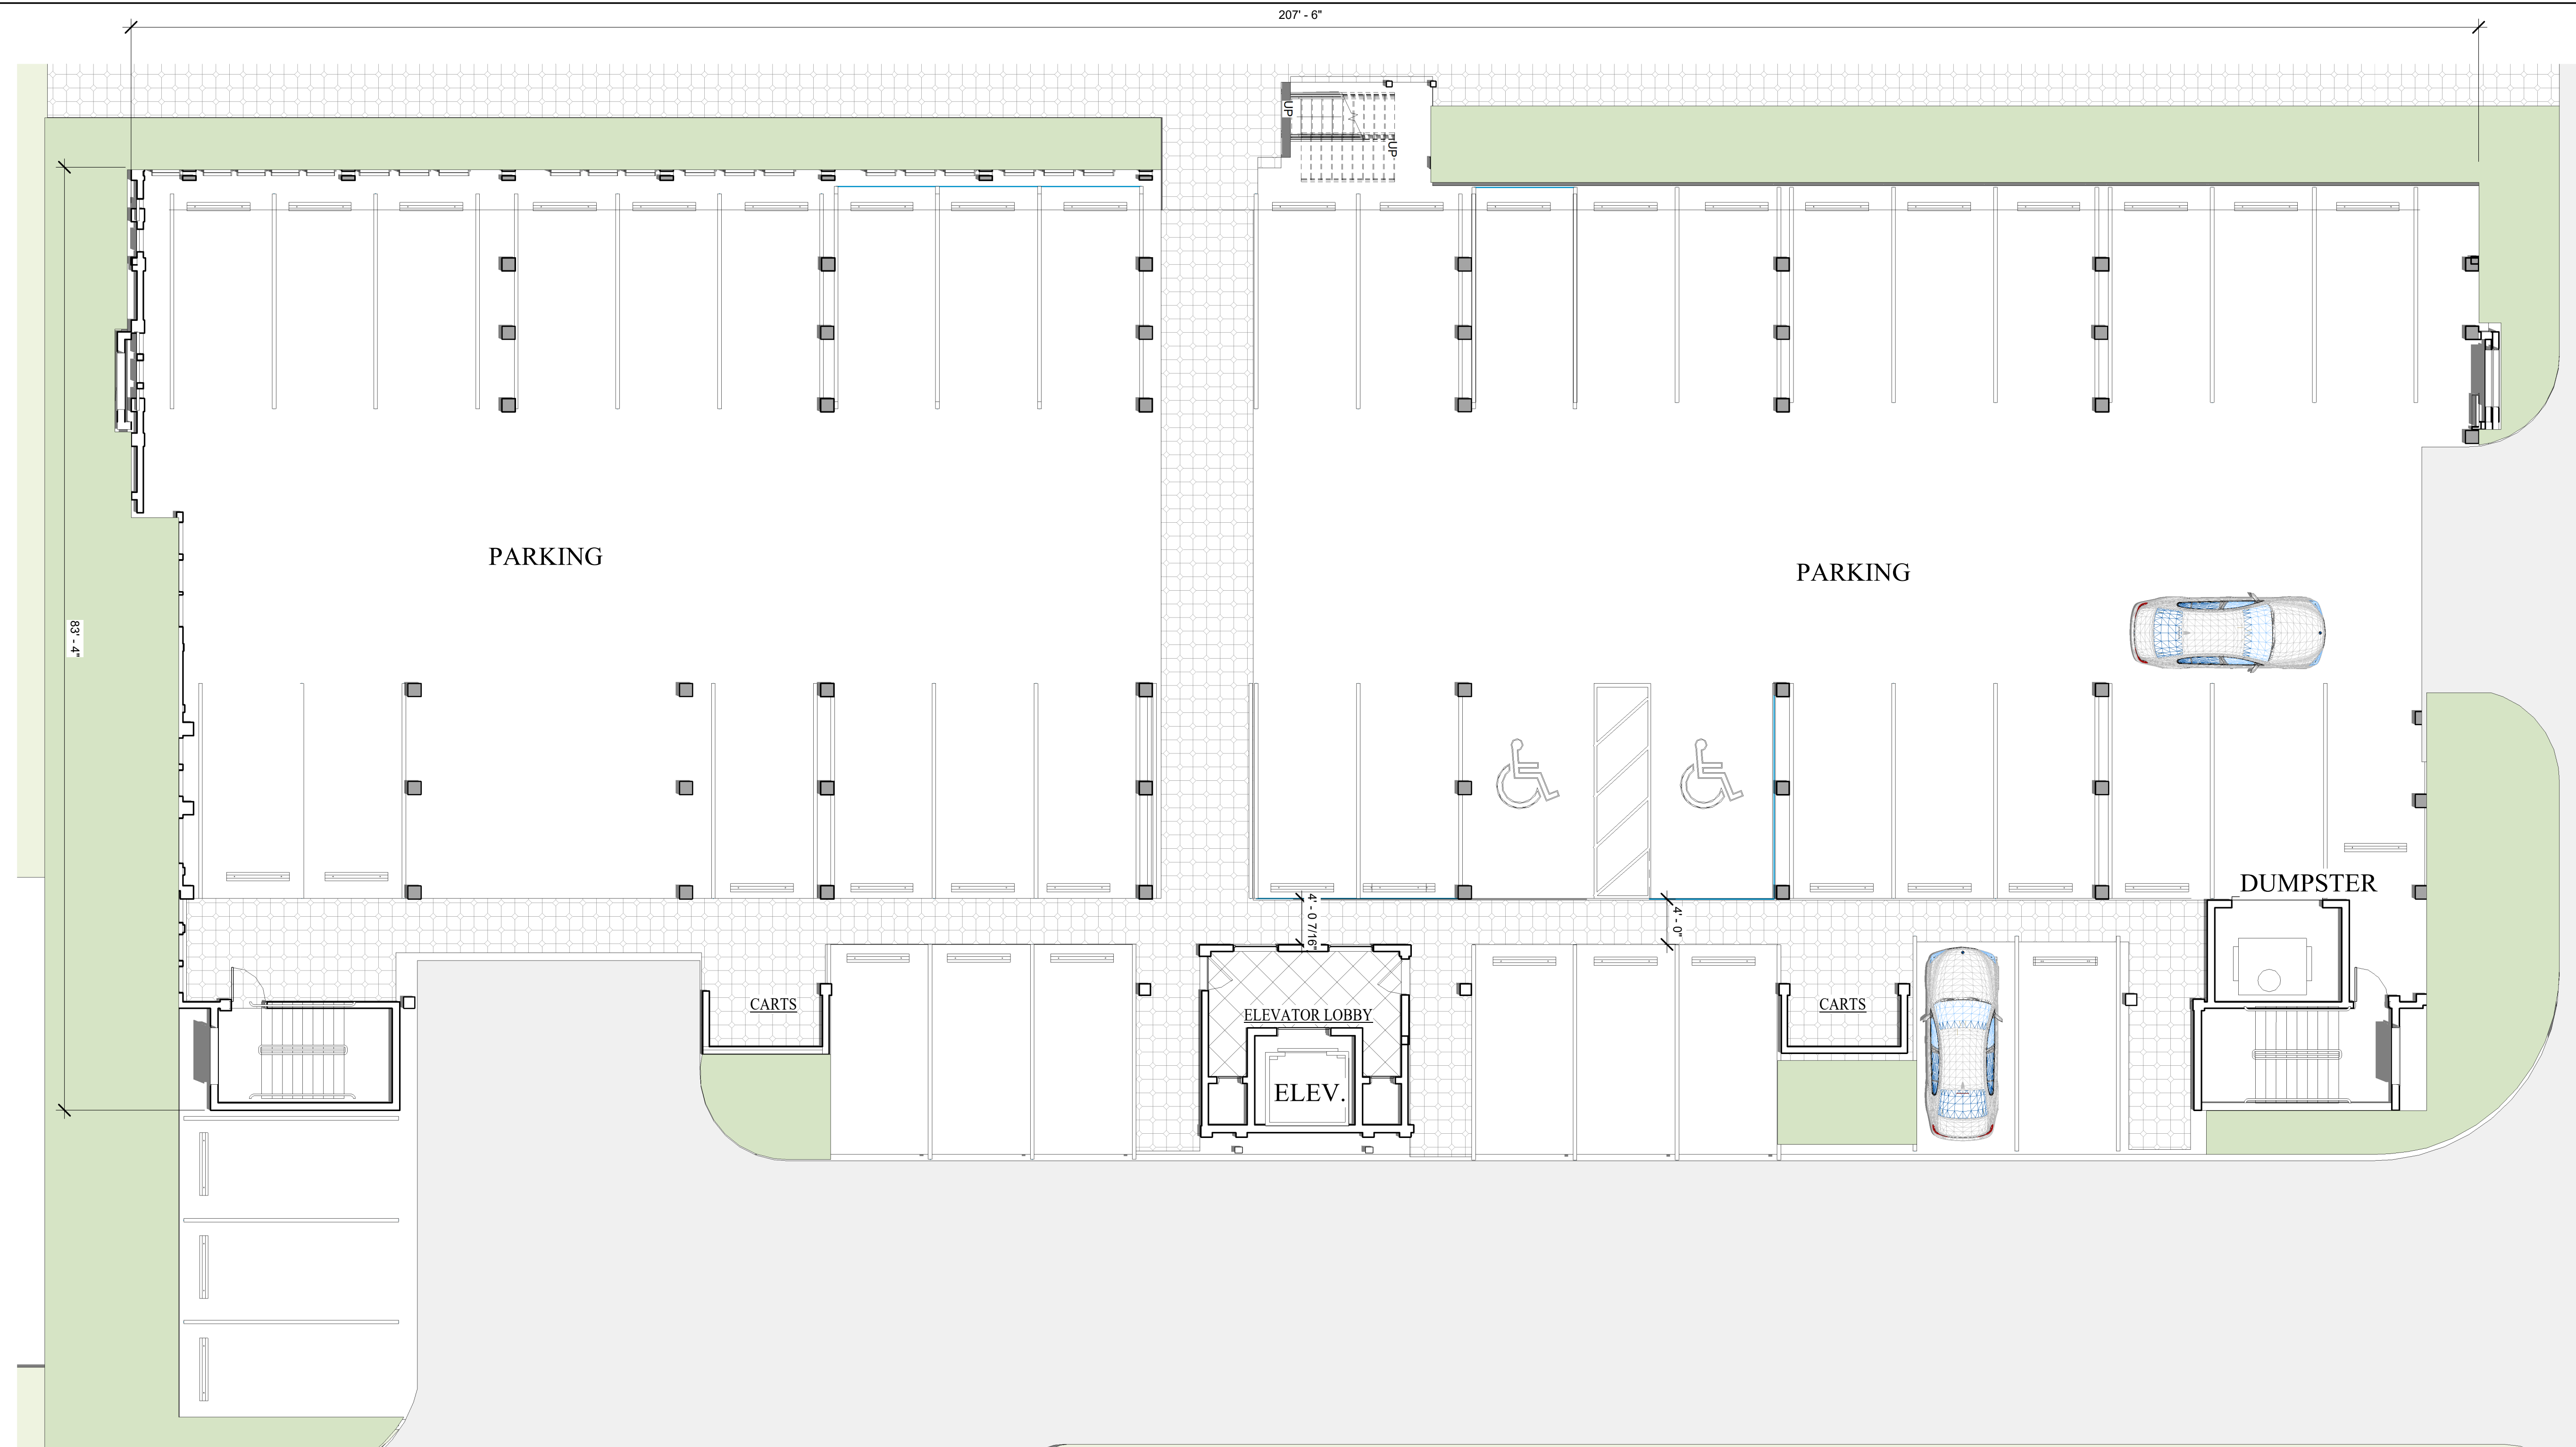 207' - 6"
UP
UP
PARKING
PARKING
83' - 4"
DUMPSTER
4' - 0 7/16"
4' - 0"
CARTS
CARTS
ELEVATOR LOBBY
ELEV.